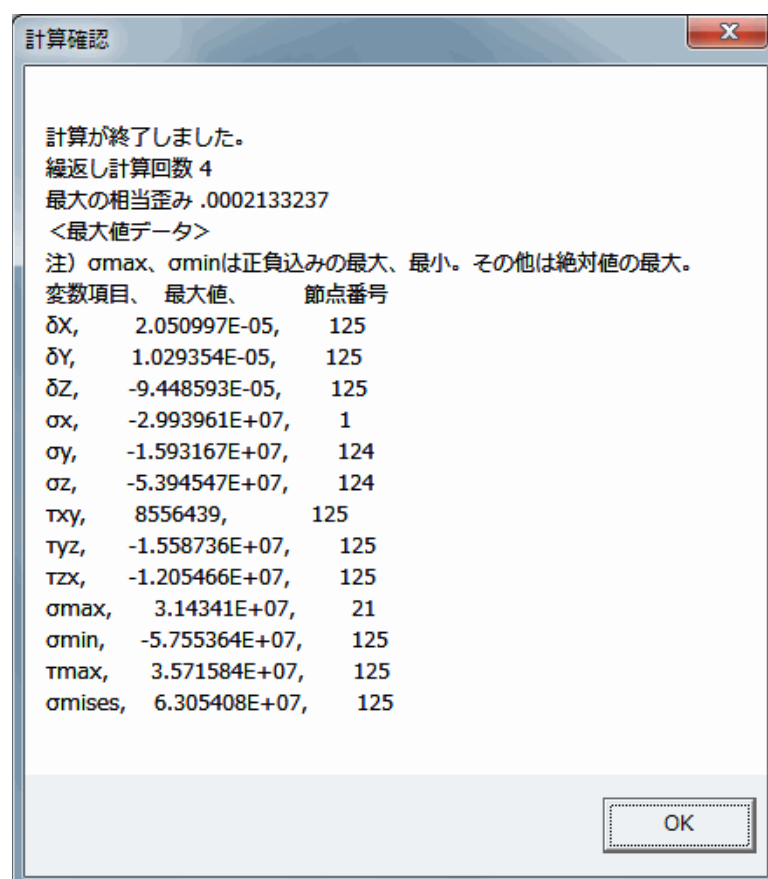 計算確認
計算が終了しました。
繰返し計算回数 4
最大の相当歪み .0002133237
＜最大値データ＞
注）σmax、σminは正負込みの最大、最小。その他は絶対値の最大。
変数項目、 最大値、 節点番号
δX, 2.050997E-05, 125
δY, 1.029354E-05, 125
δZ, -9.448593E-05, 125
σx, -2.993961E+07, 1
σy, -1.593167E+07, 124
σz, -5.394547E+07, 124
τxy, 8556439, 125
τyz, -1.558736E+07, 125
τzx, -1.205466E+07, 125
σmax, 3.14341E+07, 21
σmin, -5.755364E+07, 125
τmax, 3.571584E+07, 125
σmises, 6.305408E+07, 125
OK